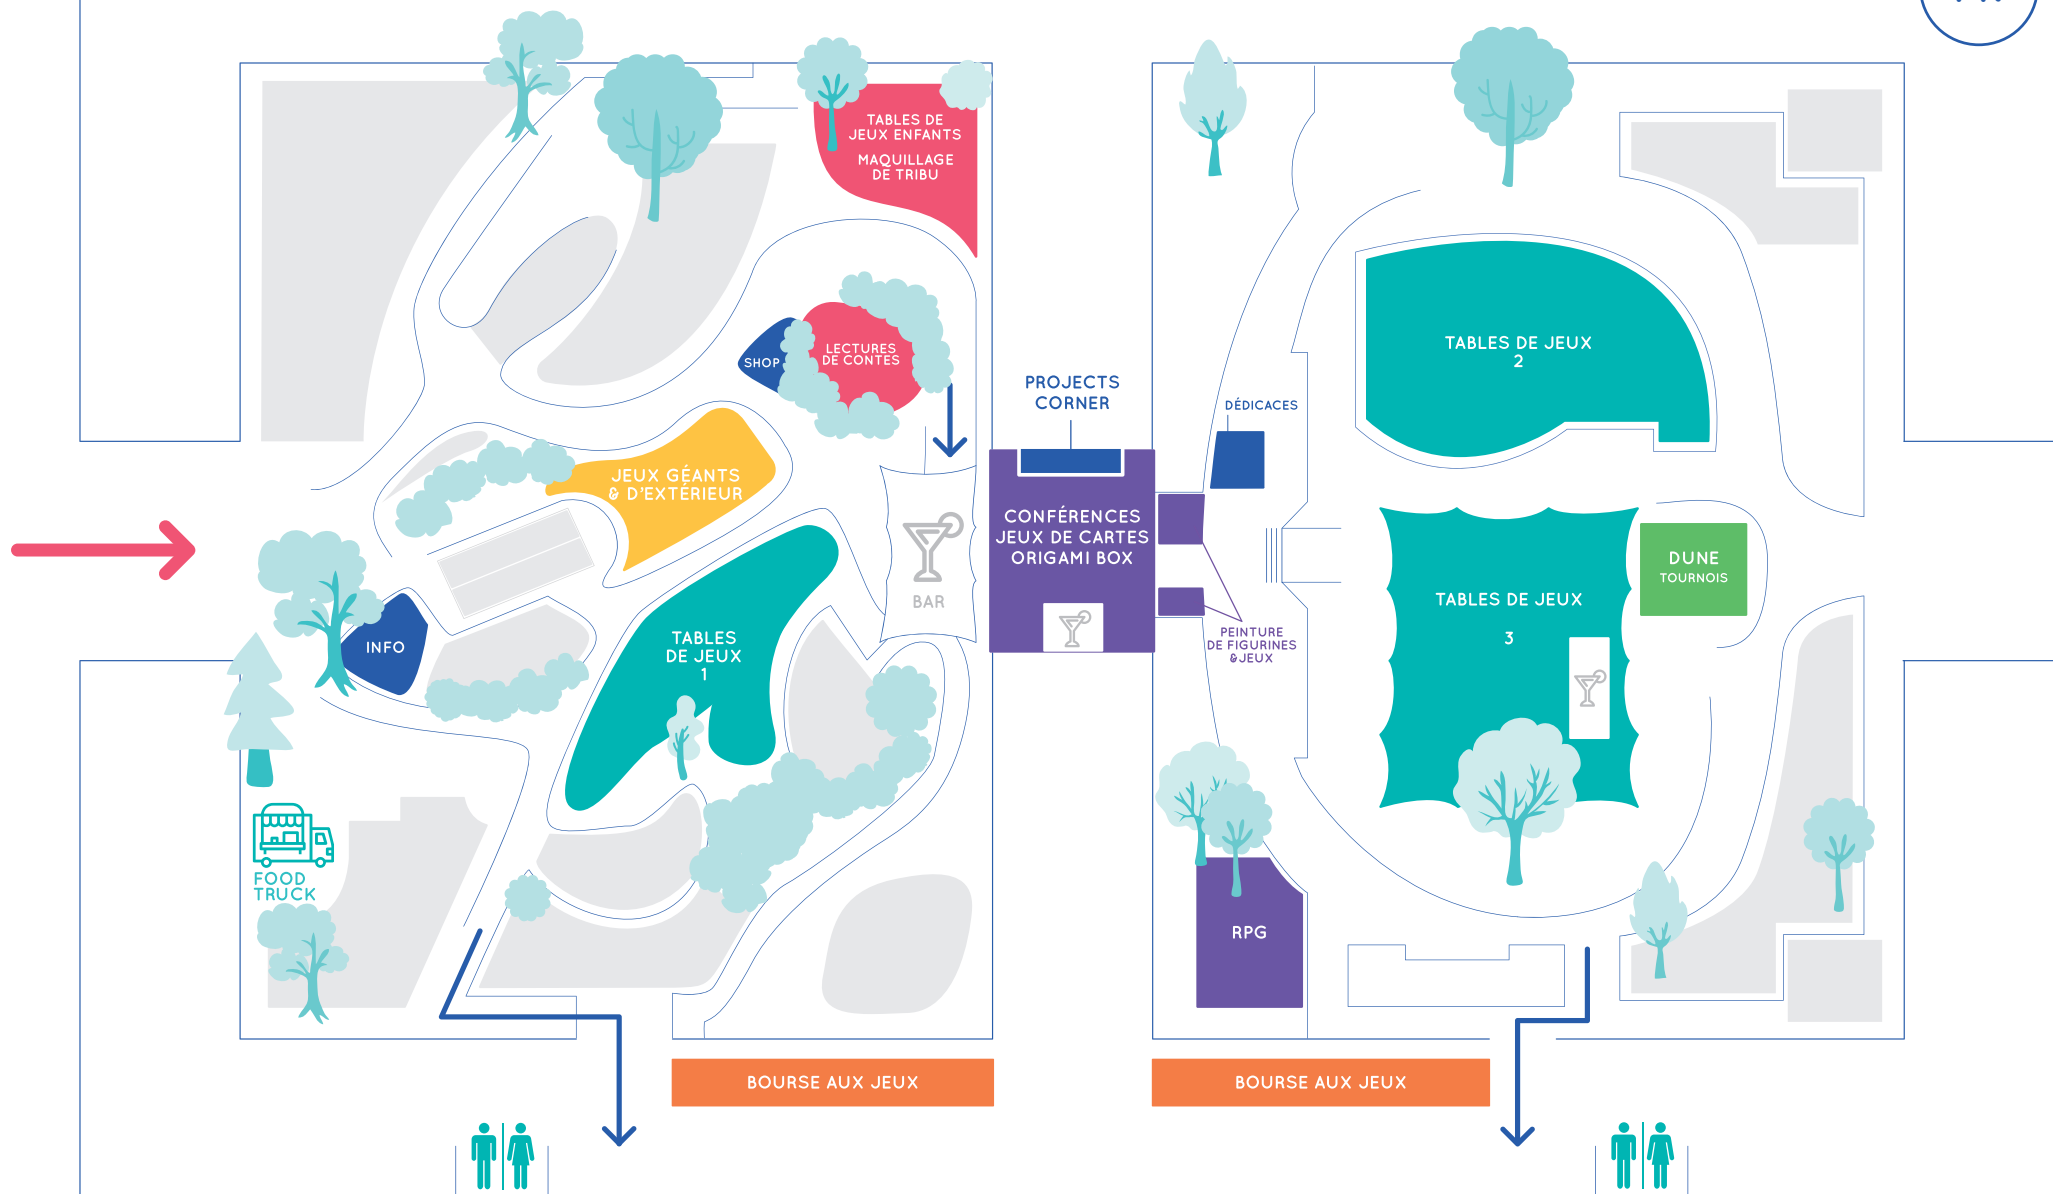 TABLES DE
JEUX ENFANTS
MAQUILLAGE
DE TRIBU
SHOP
LECTURES
DE CONTES
JEUX GÉANTS
& D'EXTÉRIEUR
INFO
TABLES
DE JEUX
1
BAR
FOOD
TRUCK
PROJECTS
CORNER
CONFÉRENCES
JEUX DE CARTES
ORIGAMI BOX
DÉDICACES
PEINTURE
DE FIGURINES
&JEUX
TABLES DE JEUX
2
TABLES DE JEUX
3
DUNE
TOURNOIS
RPG
BOURSE AUX JEUX
BOURSE AUX JEUX